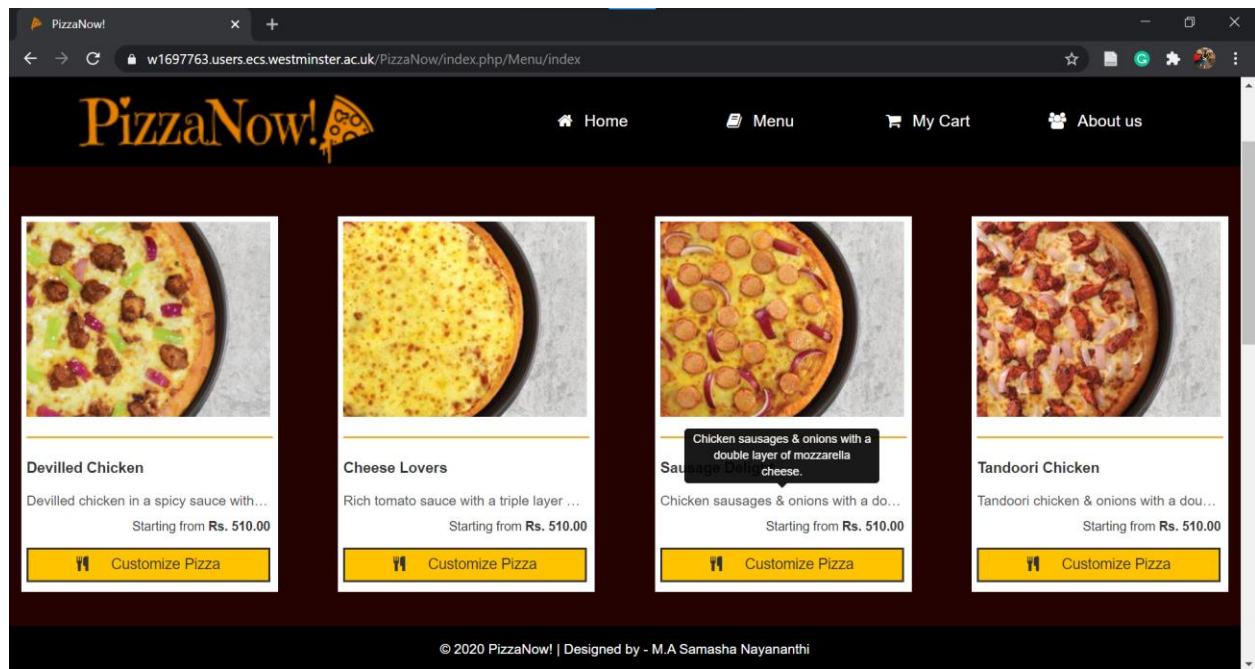 PizzaNow!
w1697763.users.ecs.westminster.ac.uk/PizzaNow/index.php/Menu/index
PizzaNow!
Home
Menu
My Cart
About us
Devilled Chicken
Devilled chicken in a spicy sauce with...
Starting from Rs. 510.00
Customize Pizza
Cheese Lovers
Rich tomato sauce with a triple layer ...
Starting from Rs. 510.00
Customize Pizza
Chicken sausages & onions with a
double layer of mozzarella
cheese.
Sausage Delight
Chicken sausages & onions with a do...
Starting from Rs. 510.00
Customize Pizza
Tandoori Chicken
Tandoori chicken & onions with a dou...
Starting from Rs. 510.00
Customize Pizza
© 2020 PizzaNow! | Designed by - M.A Samasha Nayananthi